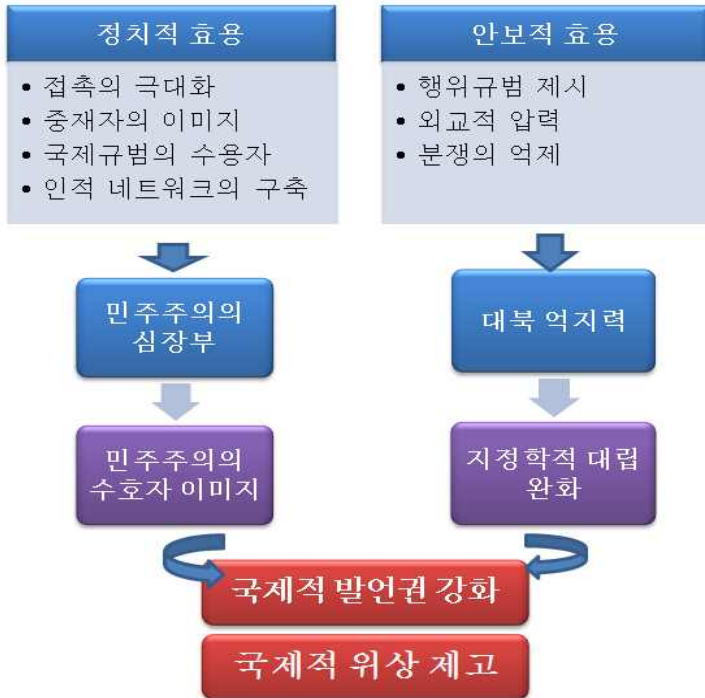 정치적 효용
• 접촉의 극대화
• 중재자의 이미지
• 국제규범의 수용자
• 인적 네트워크의 구축
안보적 효용
• 행위규범 제시
• 외교적 압력
• 분쟁의 억제
민주주의의
심장부
대북 억지력
민주주의의
수호자 이미지
지정학적 대립
완화
국제적 발언권 강화
국제적 위상 제고